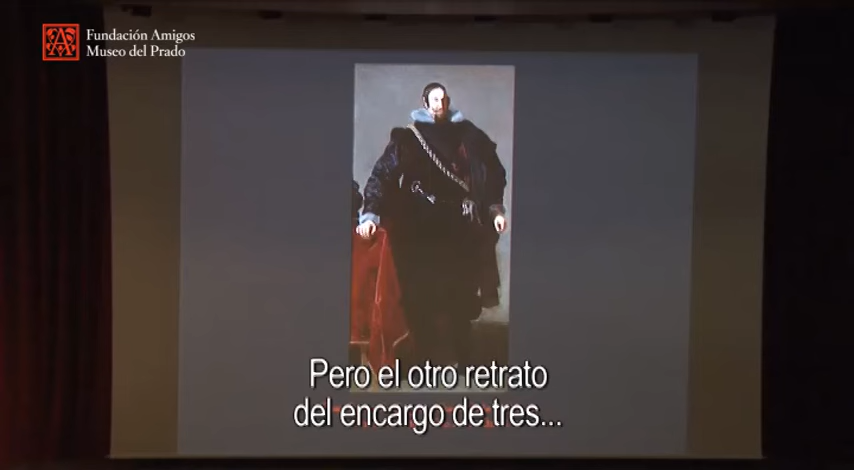 Fundación Amigos
Museo del Prado
Pero el otro retrato
del encargo de tres...